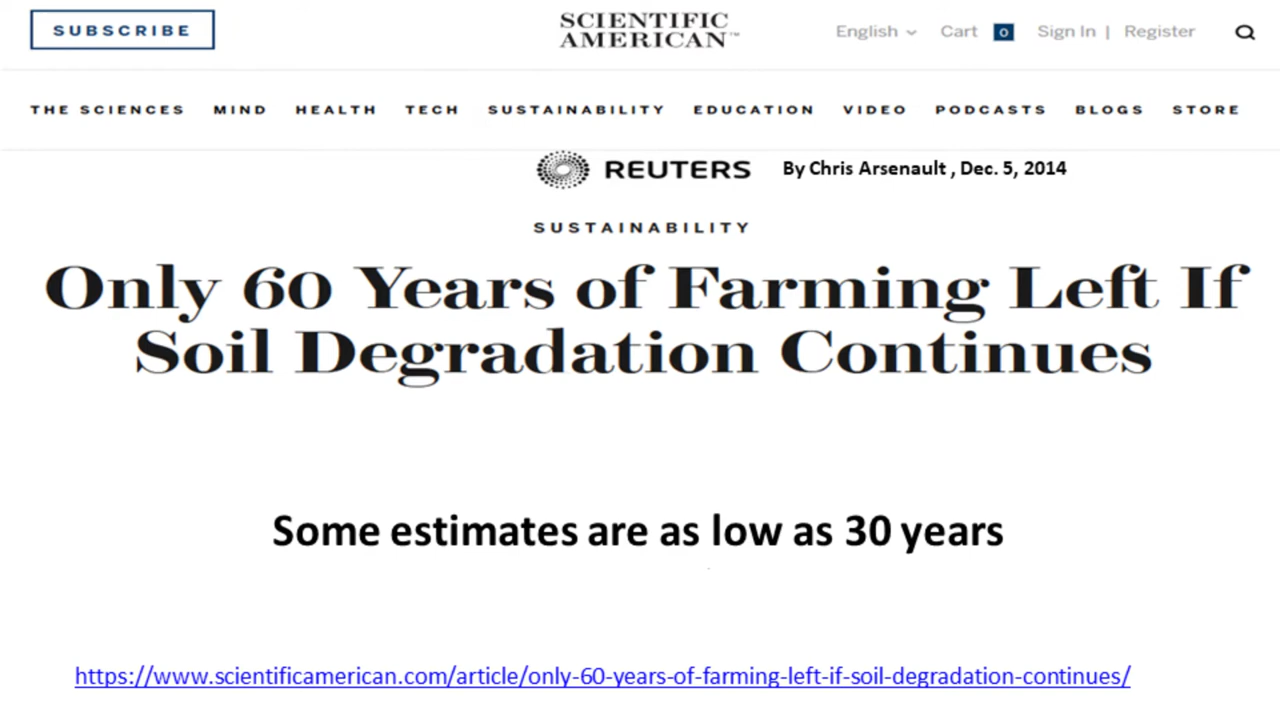 SUBSCRIBE
SCIENTIFIC
AMERICAN™
English
Cart 0
Sign In | Register
THE SCIENCES MIND HEALTH TECH SUSTAINABILITY EDUCATION VIDEO PODCASTS BLOGS STORE
REUTERS By Chris Arsenault , Dec. 5, 2014
SUSTAINABILITY
Only 60 Years of Farming Left If
Soil Degradation Continues
Some estimates are as low as 30 years
https://www.scientificamerican.com/article/only-60-years-of-farming-left-if-soil-degradation-continues/